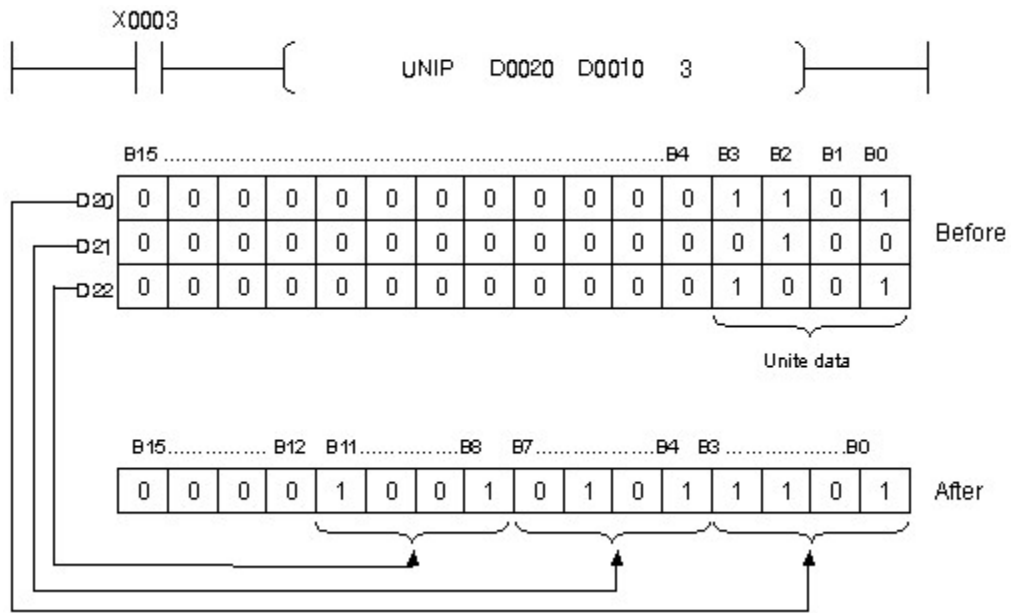 X0003
UNIP D0020 D0010 3
B15 ............................................................B4 B3 B2 B1 B0
D20 0 0 0 0 0 0 0 0 0 0 0 0 1 1 0 1
D21 0 0 0 0 0 0 0 0 0 0 0 0 0 1 0 0
Before
D22 0 0 0 0 0 0 0 0 0 0 0 0 1 0 0 1
Unite data
B15................. B12 B11..............B8 B7.................B4 B3....................B0
0 0 0 0 1 0 0 1 0 1 0 1 1 1 0 1 After